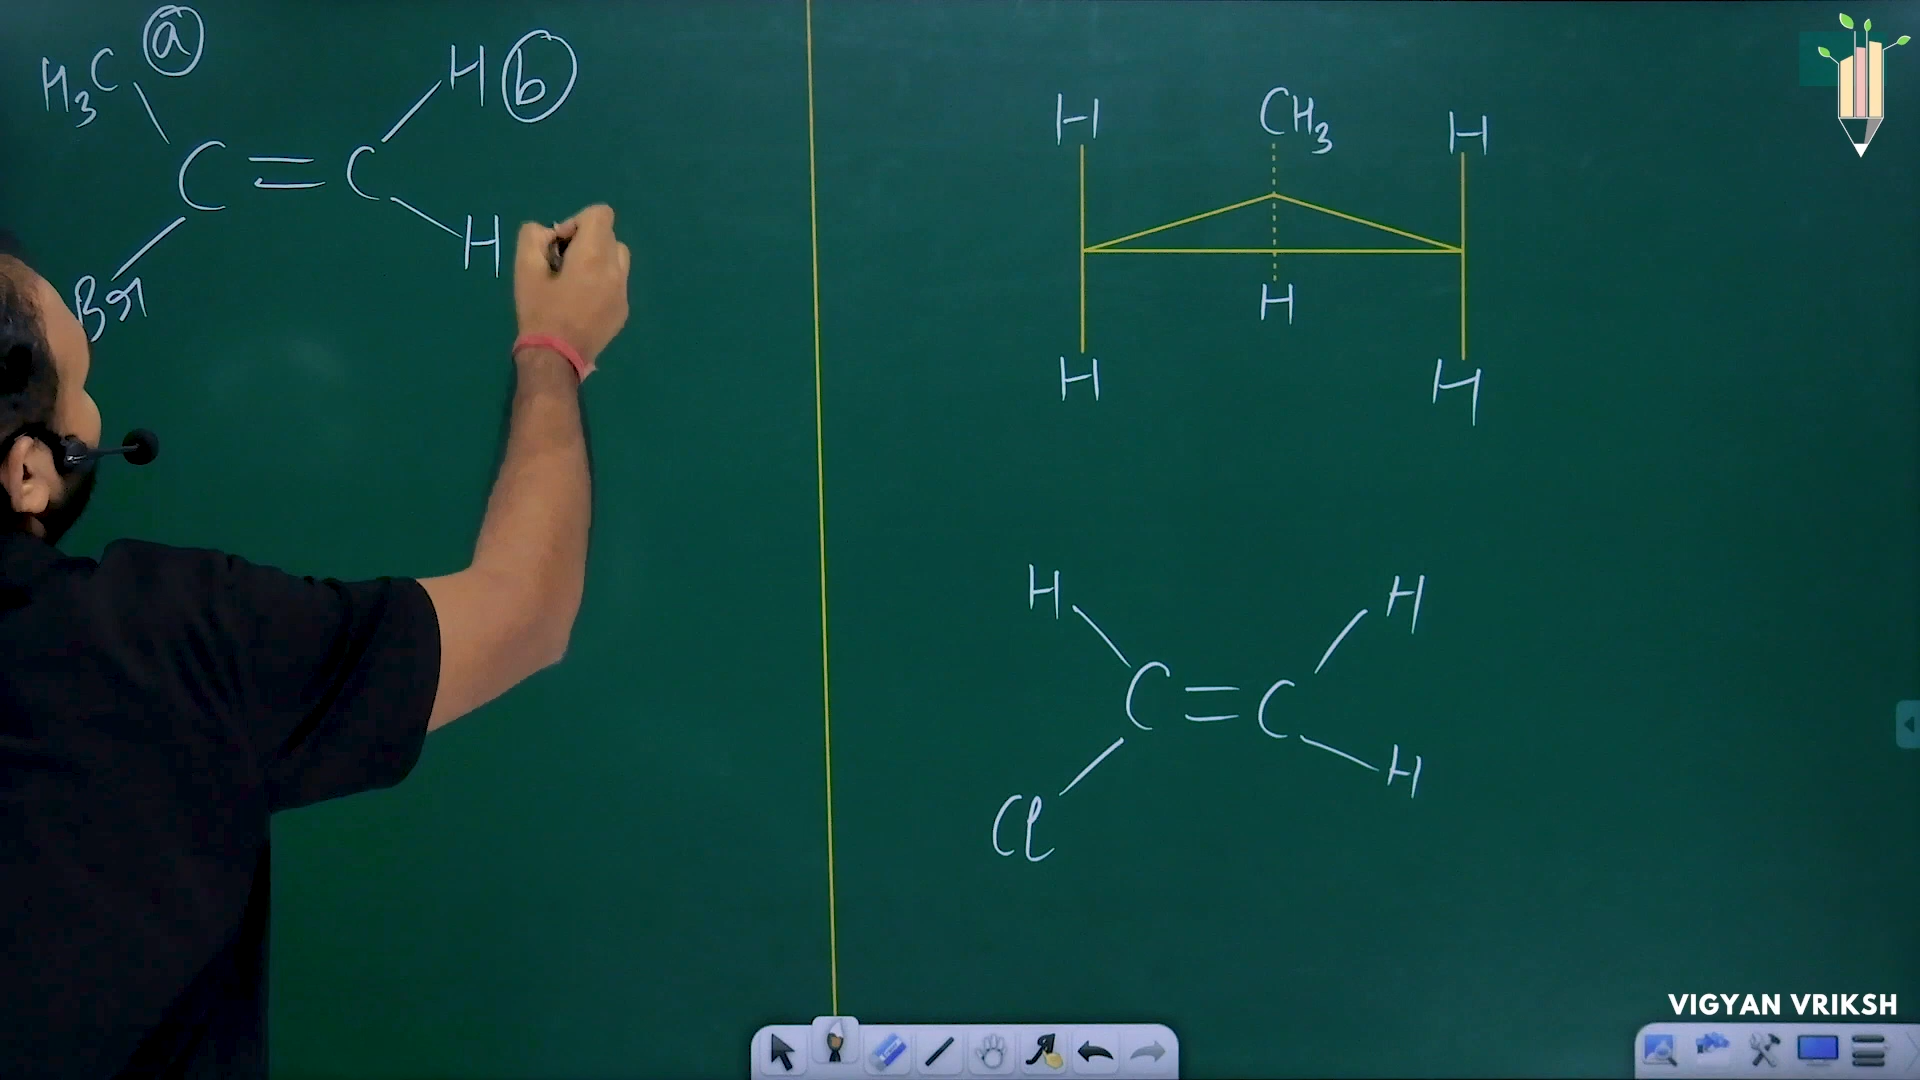 H₃C (a)
H (b)
C=C
H
Br
H CH₃ H
H
H H
H H
C=C
H
Cl
VIGYAN VRIKSH